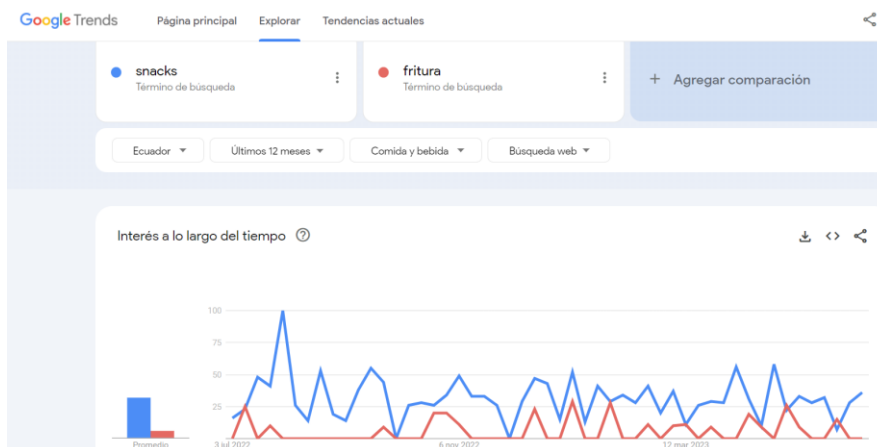 Google Trends Página principal Explorar Tendencias actuales
snacks
Término de búsqueda
fritura
Término de búsqueda
+ Agregar comparación
Ecuador Últimos 12 meses Comida y bebida Búsqueda web
Interés a lo largo del tiempo
100
75
50
25
Promedio
3 jul 2022 6 nov 2022 12 mar 2023